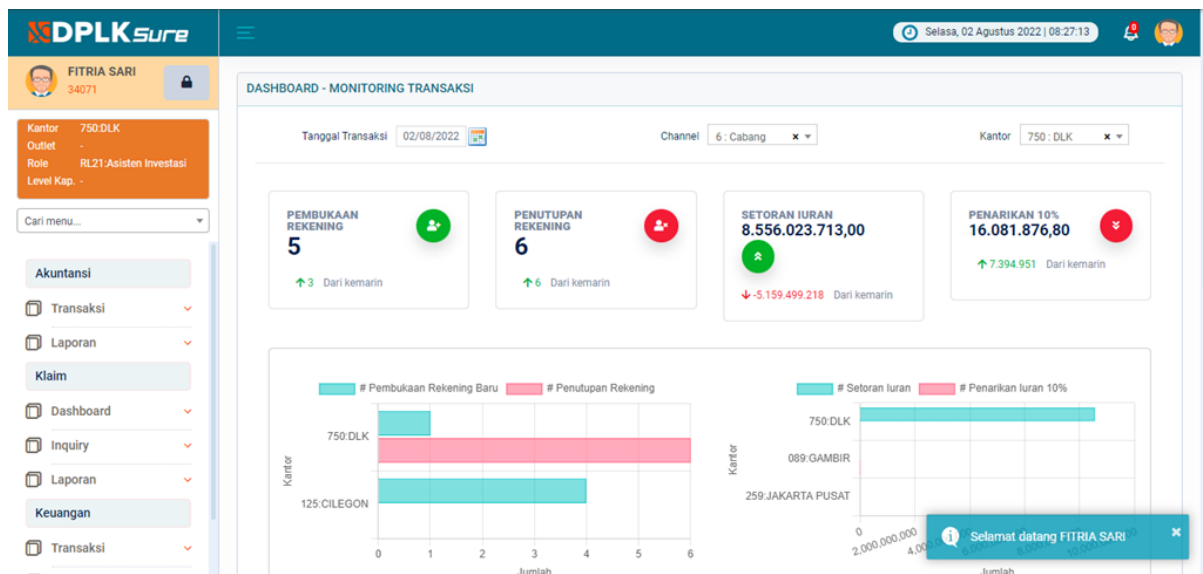 DPLKSure
Selasa, 02 Agustus 2022 | 08:27:13
0
FITRIA SARI
34071
Kantor 750:DLK
Outlet -
Role RL21:Asisten Investasi
Level Kap. -
Cari menu...
Akuntansi
Transaksi
Laporan
Klaim
Dashboard
Inquiry
Laporan
Keuangan
Transaksi
DASHBOARD - MONITORING TRANSAKSI
Tanggal Transaksi 02/08/2022
Channel 6 : Cabang
Kantor 750 : DLK
PEMBUKAAN
REKENING
5
3 Dari kemarin
PENUTUPAN
REKENING
6
6 Dari kemarin
SETORAN IURAN
8.556.023.713,00
-5.159.499.218 Dari kemarin
PENARIKAN 10%
16.081.876,80
7.394.951 Dari kemarin
# Pembukaan Rekening Baru # Penutupan Rekening
Kantor
750:DLK
125:CILEGON
0 1 2 3 4 5 6
Jumlah
# Setoran Iuran # Penarikan Iuran 10%
Kantor
750:DLK
089:GAMBIR
259:JAKARTA PUSAT
0
2,000,000,000
Jumlah
Selamat datang FITRIA SARI